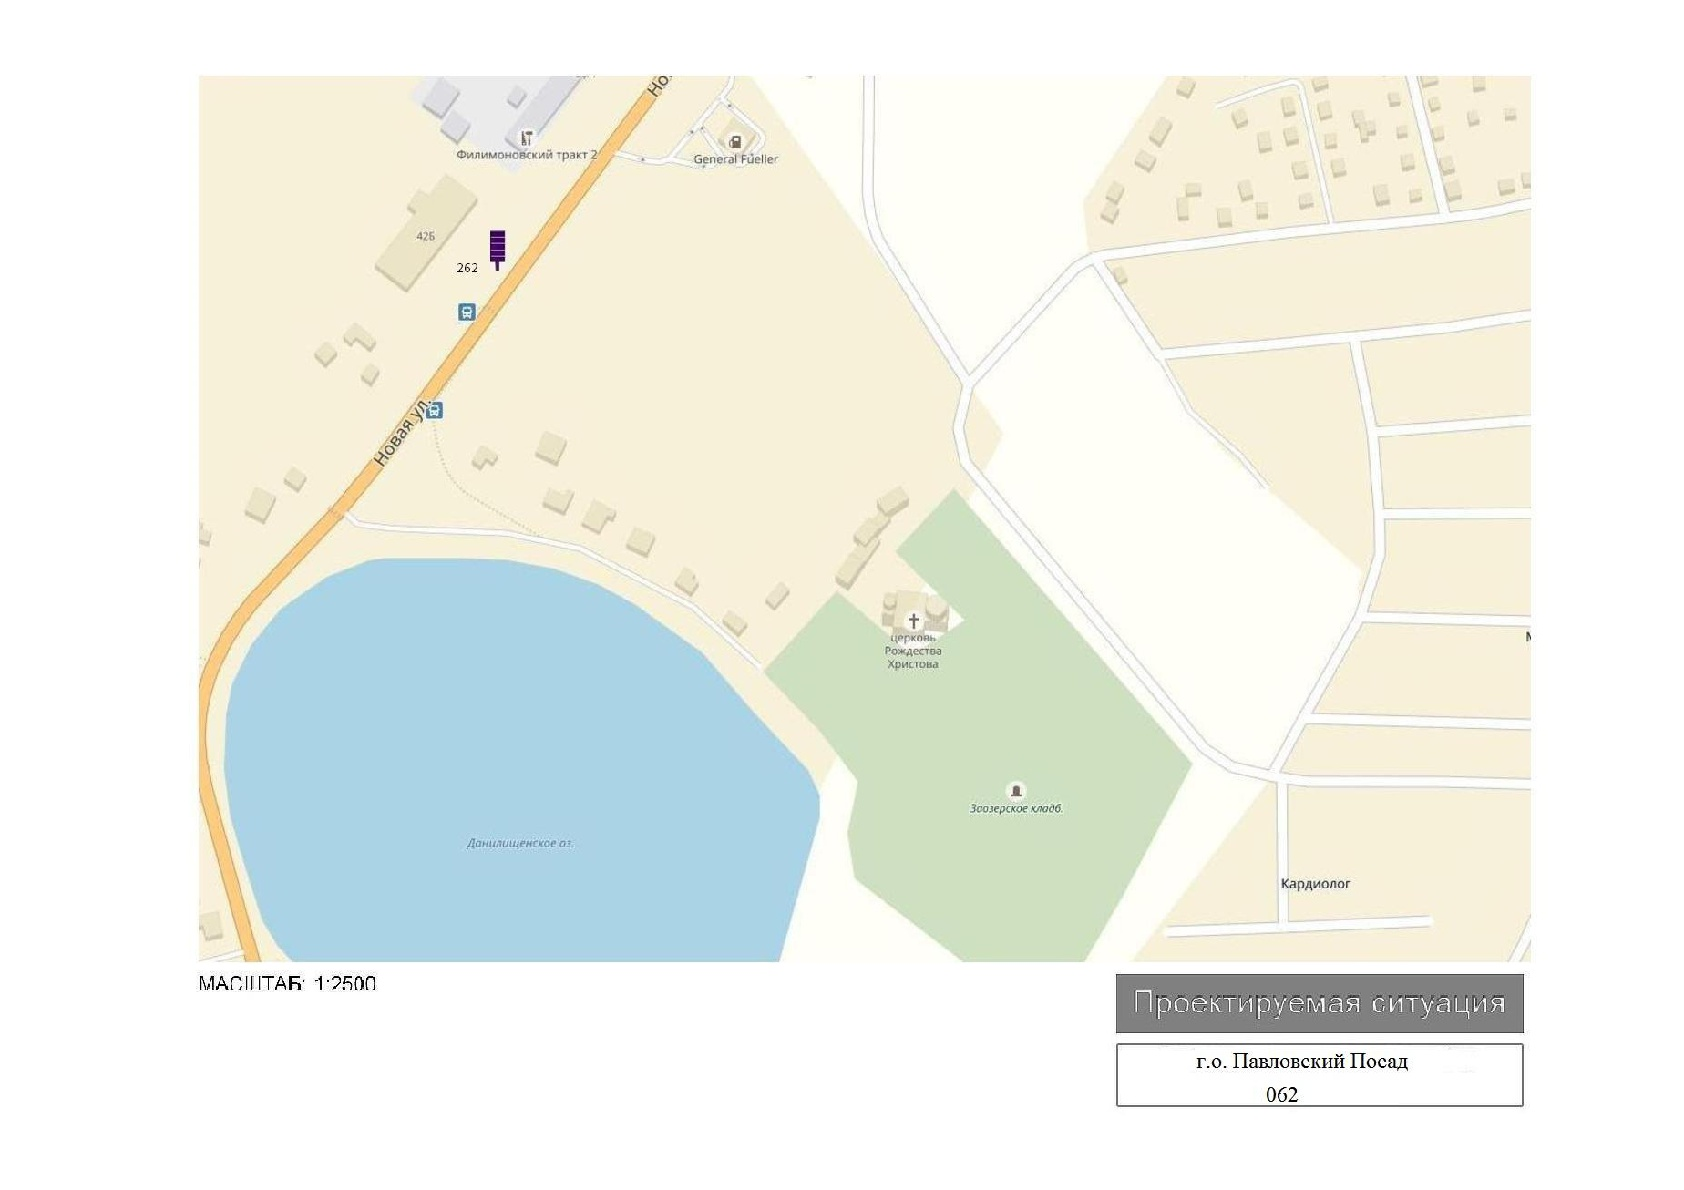 Филимоновский тракт 2
General Fueller
42Б
262
Новая ул.
церковь
Рождества
Христова
Заозерское кладб.
Данилищенское оз.
Кардиолог
МАСШТАБ: 1:2500
Проектируемая ситуация
г.о. Павловский Посад
062